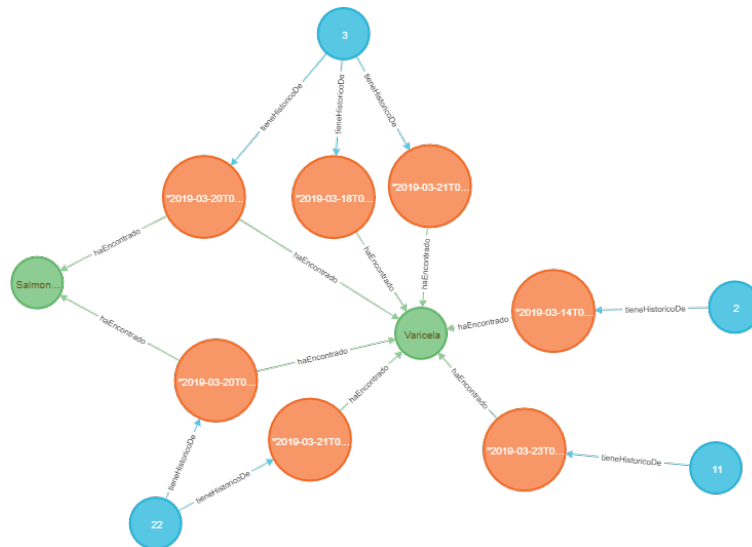 3
tieneHistoricoDe
tieneHistoricoDe
tieneHistoricoDe
"2019-03-20T0...
"2019-03-18T0...
"2019-03-21T0...
haEncontrado
haEncontrado
haEncontrado
haEncontrado
Salmon...
"2019-03-14T0...
tieneHistoricoDe
2
haEncontrado
Varicela
haEncontrado
haEncontrado
"2019-03-20T0...
haEncontrado
haEncontrado
"2019-03-21T0...
"2019-03-23T0...
tieneHistoricoDe
11
tieneHistoricoDe
tieneHistoricoDe
22